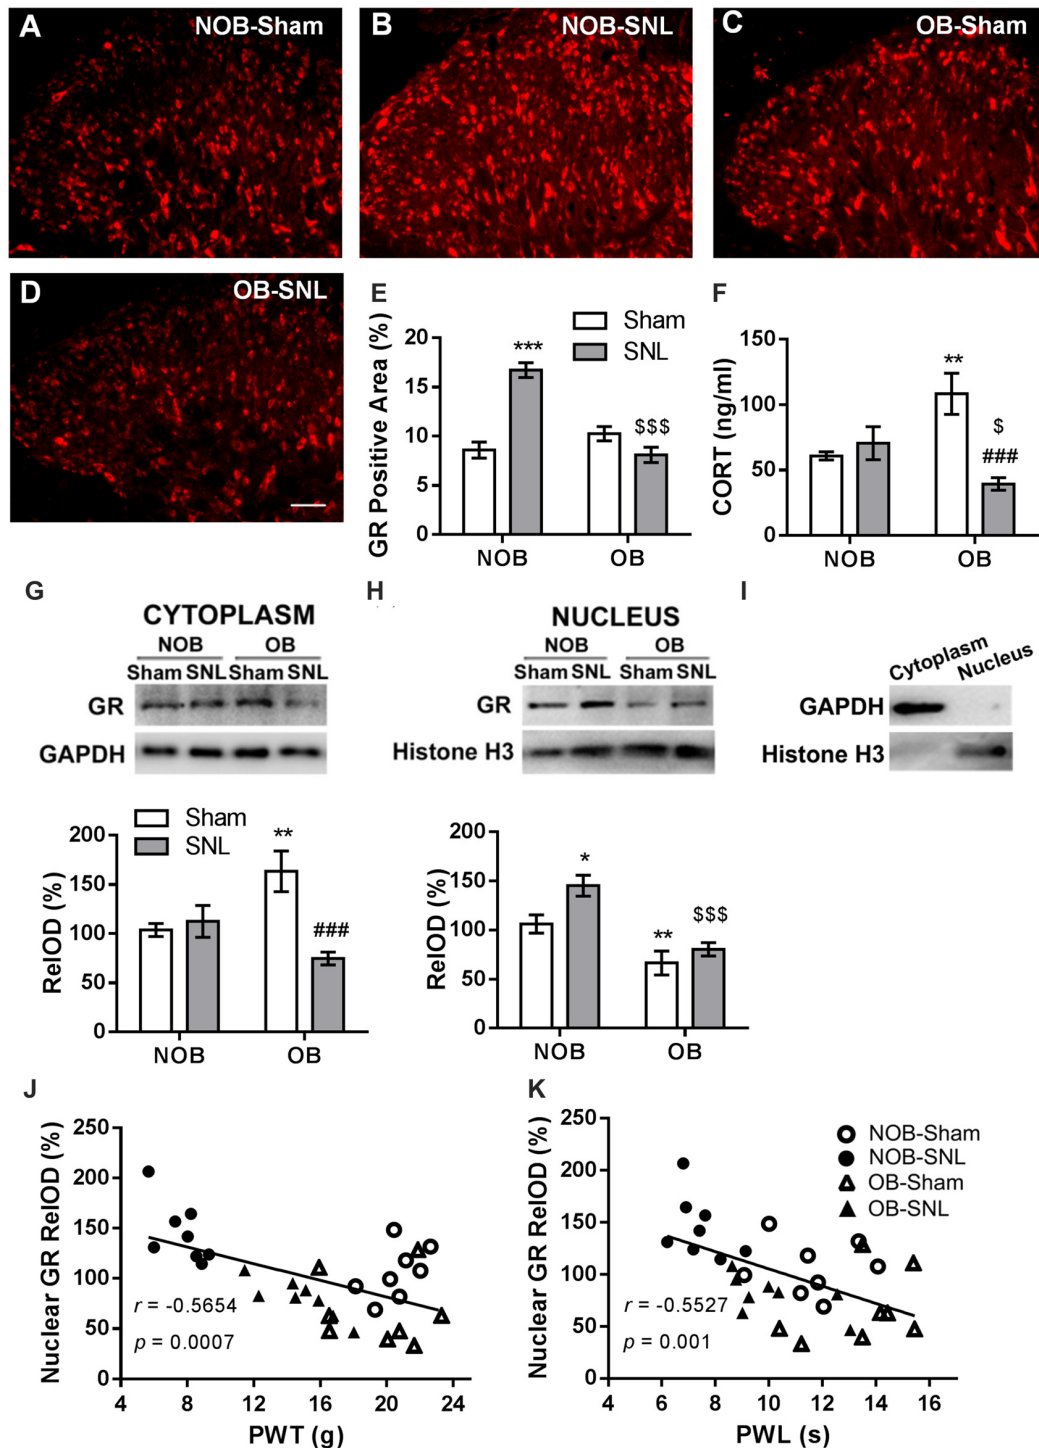 A NOB-Sham
B NOB-SNL
C OB-Sham
D OB-SNL
E
GR Positive Area (%)
20
15
10
5
0
***
$$$
Sham
SNL
NOB OB
F
CORT (ng/ml)
150
100
50
0
**
$
###
NOB OB
G
CYTOPLASM
NOB OB
Sham SNL Sham SNL
GR
GAPDH
H
NUCLEUS
NOB OB
Sham SNL Sham SNL
GR
Histone H3
I
Cytoplasm
Nucleus
GAPDH
Histone H3
Sham
SNL
RelOD (%)
200
150
100
50
0
**
###
NOB OB
RelOD (%)
200
150
100
50
0
*
**
$$$
NOB OB
J
Nuclear GR RelOD (%)
250
200
150
100
50
0
r = -0.5654
p = 0.0007
4 8 12 16 20 24
PWT (g)
K
Nuclear GR RelOD (%)
250
200
150
100
50
0
NOB-Sham
NOB-SNL
OB-Sham
OB-SNL
r = -0.5527
p = 0.001
4 6 8 10 12 14 16
PWL (s)